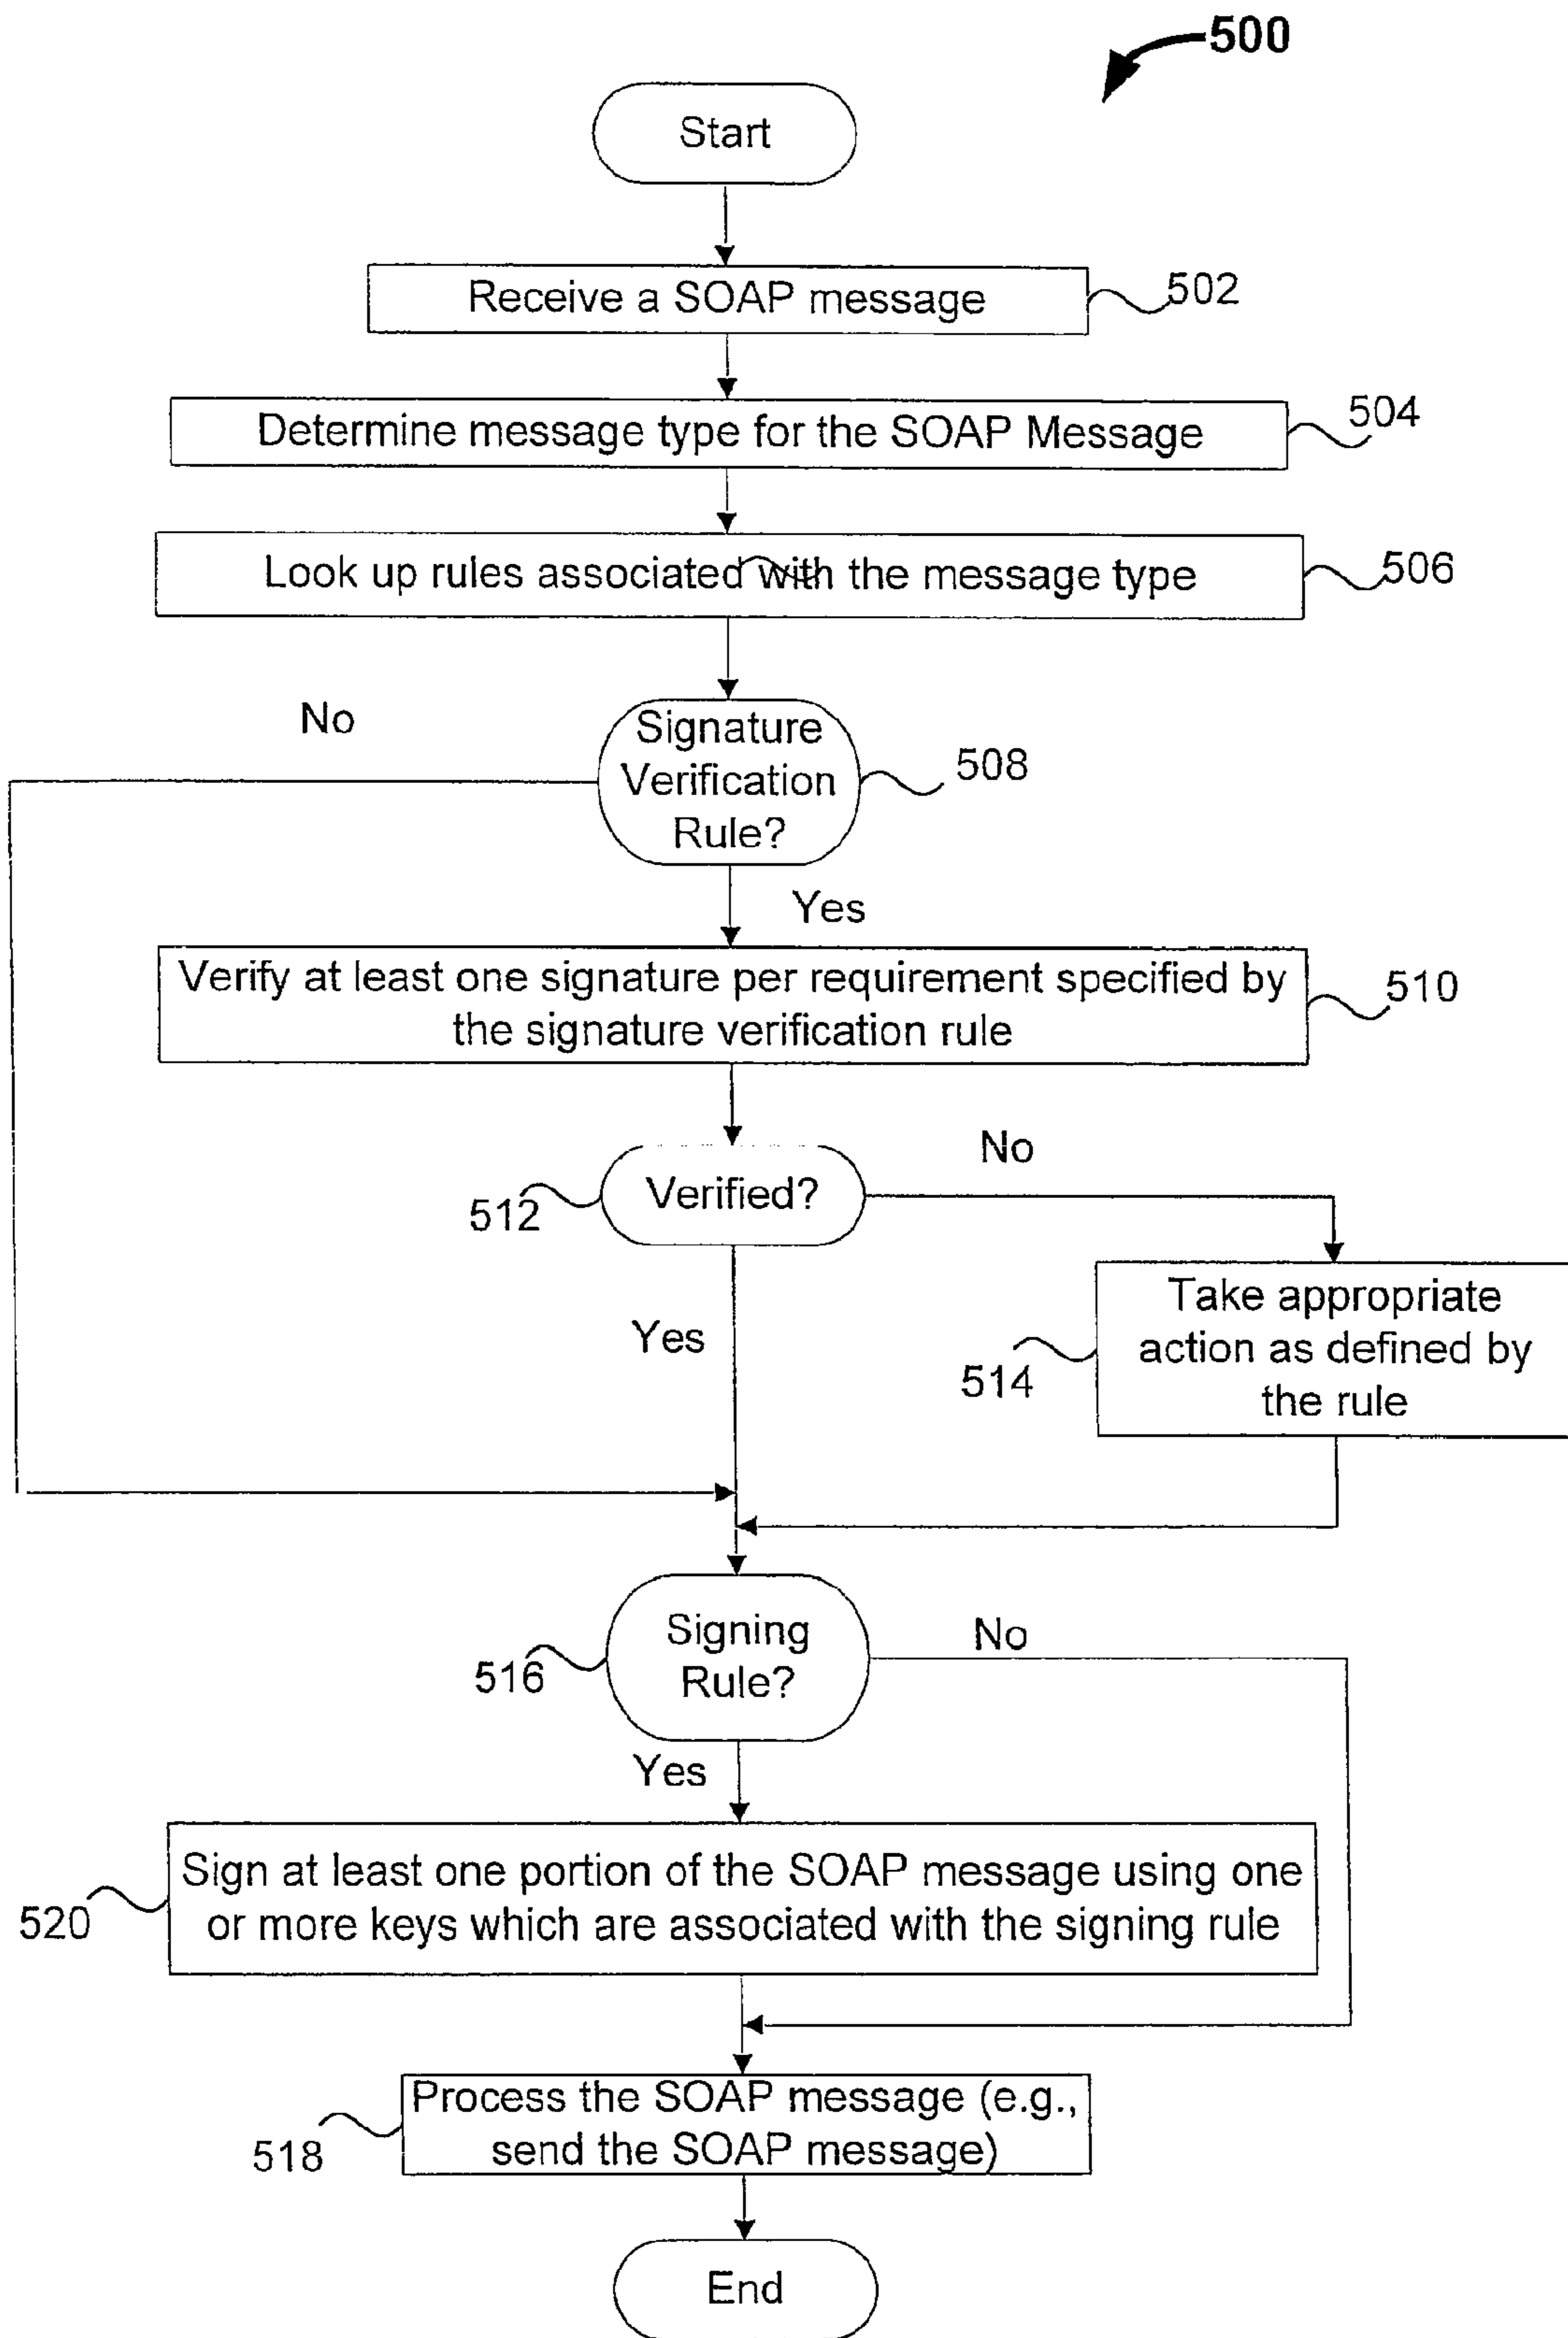 500
Start
Receive a SOAP message
502
Determine message type for the SOAP Message
504
Look up rules associated with the message type
506
No
Signature
Verification
Rule?
508
Yes
Verify at least one signature per requirement specified by
the signature verification rule
510
No
Verified?
512
Yes
Take appropriate
action as defined by
the rule
514
Signing
Rule?
No
516
Yes
Sign at least one portion of the SOAP message using one
or more keys which are associated with the signing rule
520
Process the SOAP message (e.g.,
send the SOAP message)
518
End